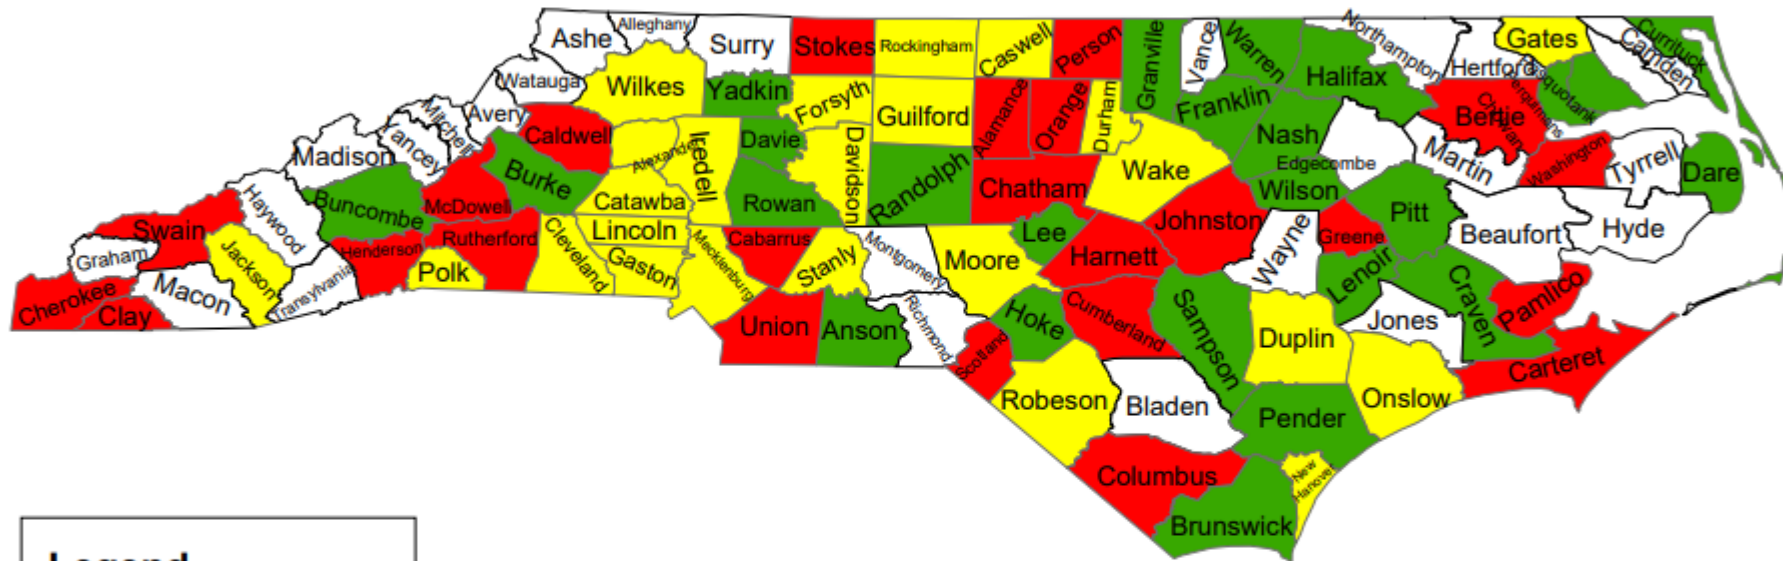 Ashe
Alleghany
Surry
Stokes
Rockingham
Caswell
Person
Granville
Vance
Warren
Northampton
Halifax
Hertford
Gates
Currituck
Camden
Pasquotank
Perquimans
Chowan
Bertie
Watauga
Wilkes
Yadkin
Forsyth
Guilford
Alamance
Orange
Durham
Franklin
Nash
Edgecombe
Martin
Washington
Tyrrell
Dare
Avery
Mitchell
Yancey
Madison
Caldwell
Alexander
Iredell
Davie
Davidson
Randolph
Chatham
Wake
Wilson
Pitt
Beaufort
Hyde
Haywood
Buncombe
McDowell
Burke
Catawba
Rowan
Lee
Johnston
Wayne
Greene
Swain
Graham
Jackson
Henderson
Rutherford
Polk
Cleveland
Lincoln
Gaston
Mecklenburg
Cabarrus
Stanly
Montgomery
Moore
Harnett
Lenoir
Craven
Pamlico
Cherokee
Clay
Macon
Transylvania
Union
Anson
Richmond
Scotland
Hoke
Cumberland
Sampson
Duplin
Jones
Onslow
Carteret
Robeson
Bladen
Pender
Columbus
Brunswick
New
Hanover
Legend